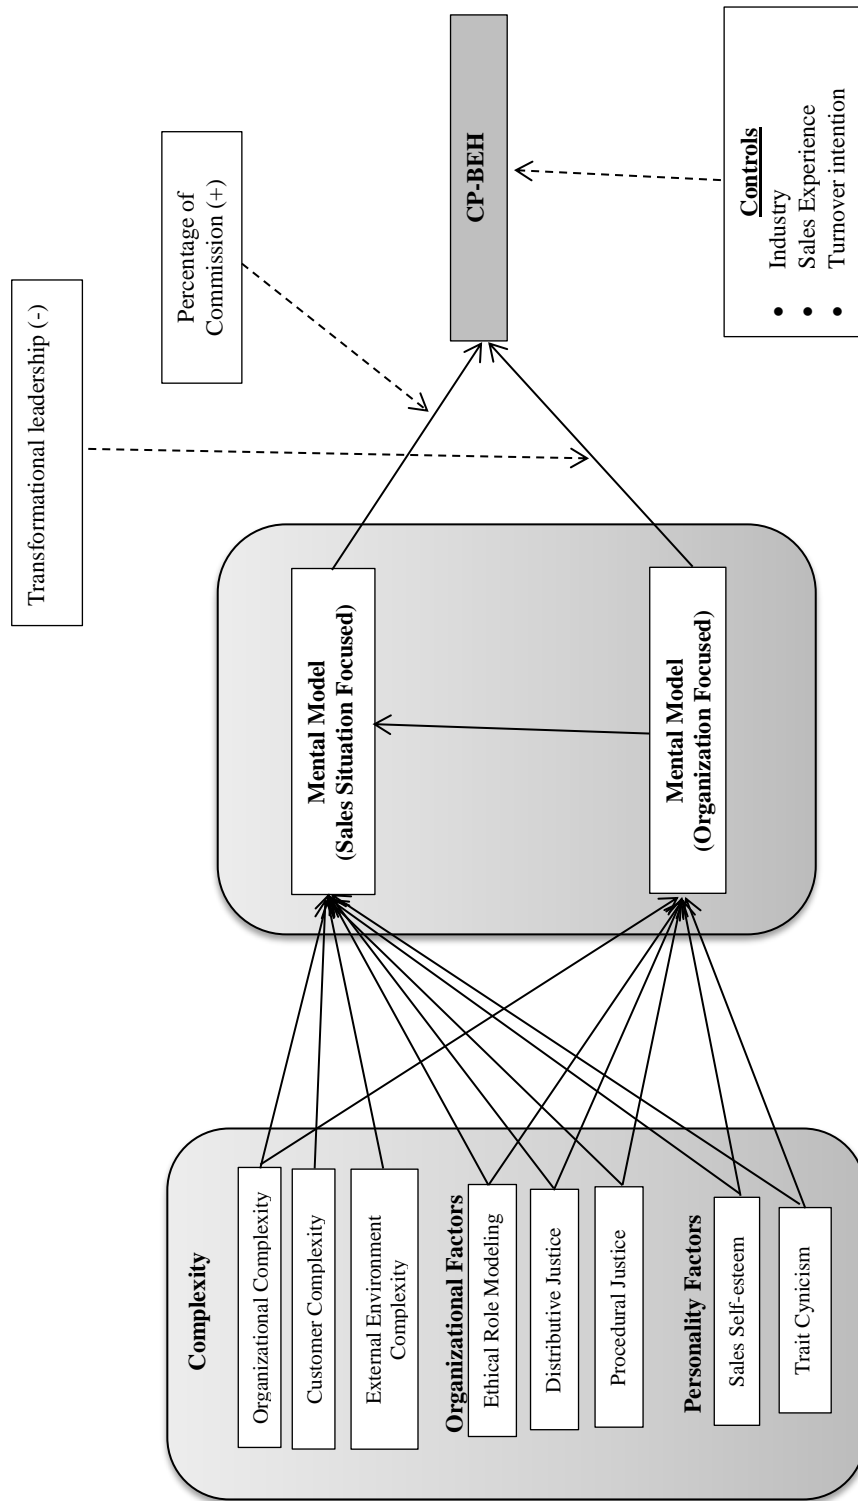 Complexity
Organizational Complexity
Customer Complexity
External Environment
Complexity
Organizational Factors
Ethical Role Modeling
Distributive Justice
Procedural Justice
Personality Factors
Sales Self-esteem
Trait Cynicism
Mental Model
(Sales Situation Focused)
Mental Model
(Organization Focused)
Transformational leadership (-)
Percentage of
Commission (+)
CP-BEH
Controls
• Industry
• Sales Experience
• Turnover intention